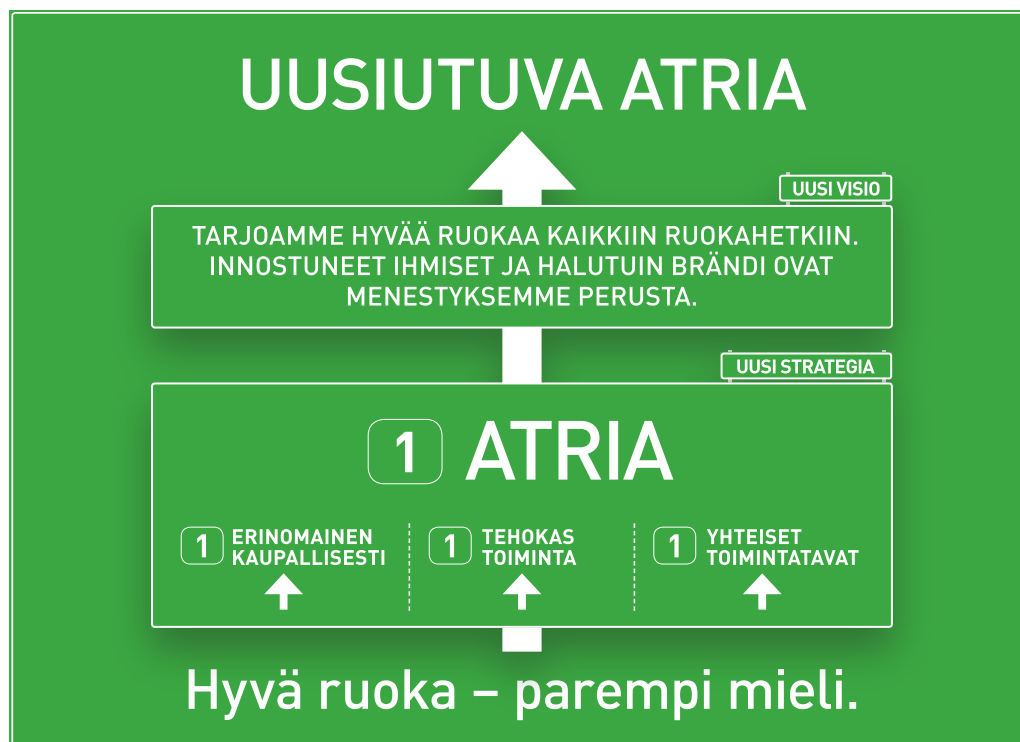 UUSIUTUVA ATRIA
UUSI VISIO
TARJOAMME HYVÄÄ RUOKAA KAIKKIIN RUOKAHETKIIN.
INNOSTUNEET IHMISET JA HALUTUIN BRÄNDI OVAT
MENESTYKSEMME PERUSTA.
UUSI STRATEGIA
1 ATRIA
1 ERINOMAINEN
KAUPALLISESTI
1 TEHOKAS
TOIMINTA
1 YHTEISET
TOIMINTATAVAT
Hyvä ruoka – parempi mieli.